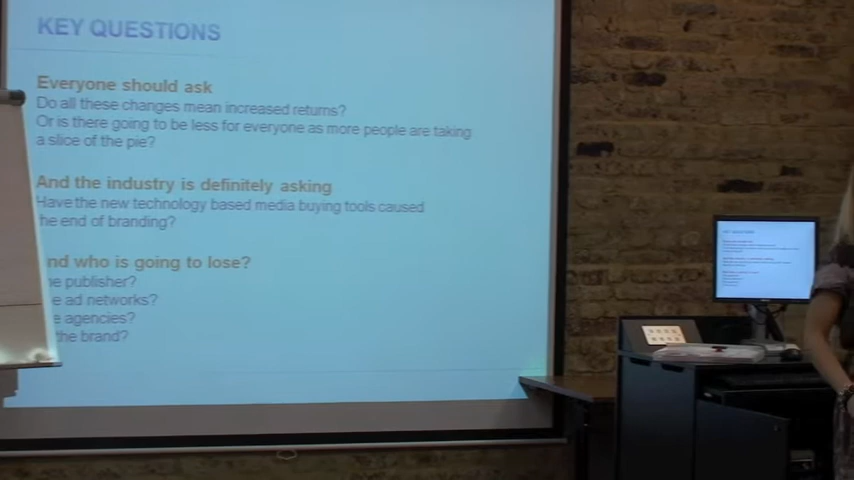 KEY QUESTIONS
Everyone should ask
Do all these changes mean increased returns?
Or is there going to be less for everyone as more people are taking
a slice of the pie?
And the industry is definitely asking
Have the new technology based media buying tools caused
he end of branding?
nd who is going to lose?
e publisher?
e ad networks?
e agencies?
the brand?